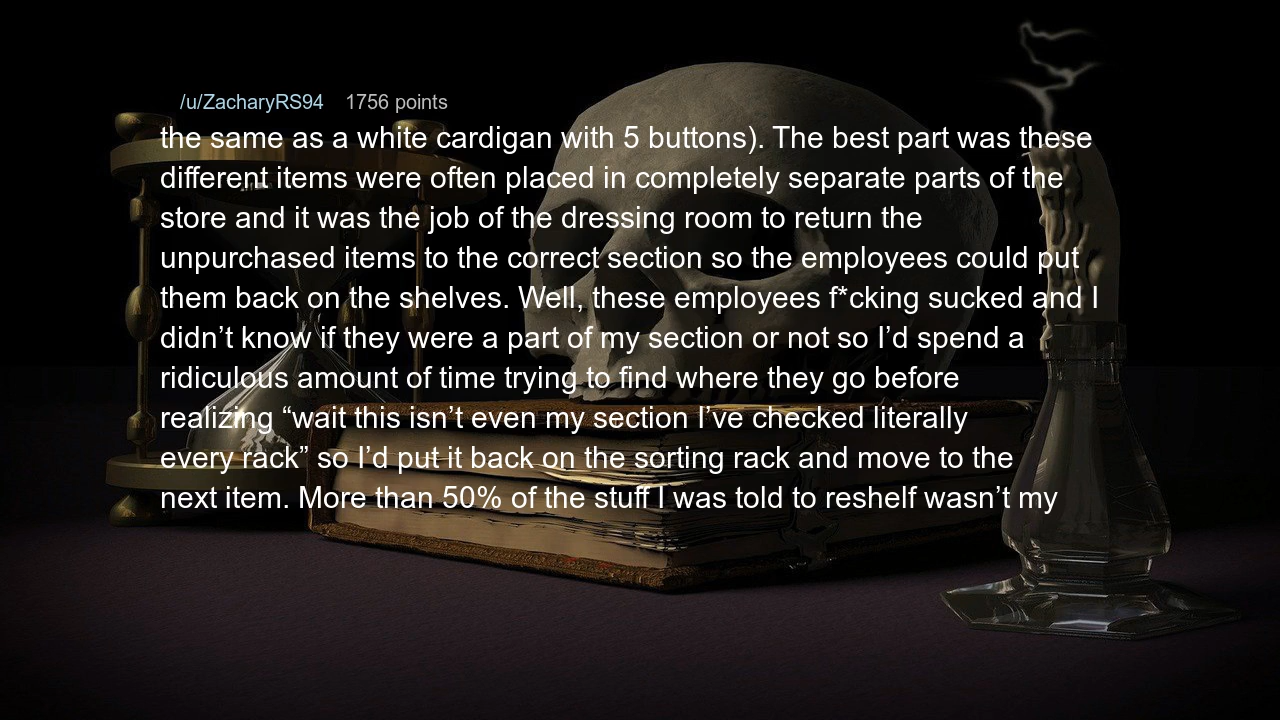 /u/ZacharyRS94 1756 points
the same as a white cardigan with 5 buttons). The best part was these
different items were often placed in completely separate parts of the
store and it was the job of the dressing room to return the
unpurchased items to the correct section so the employees could put
them back on the shelves. Well, these employees f*cking sucked and I
didn’t know if they were a part of my section or not so I’d spend a
ridiculous amount of time trying to find where they go before
realizing “wait this isn’t even my section I’ve checked literally
every rack” so I’d put it back on the sorting rack and move to the
next item. More than 50% of the stuff I was told to reshelf wasn’t my